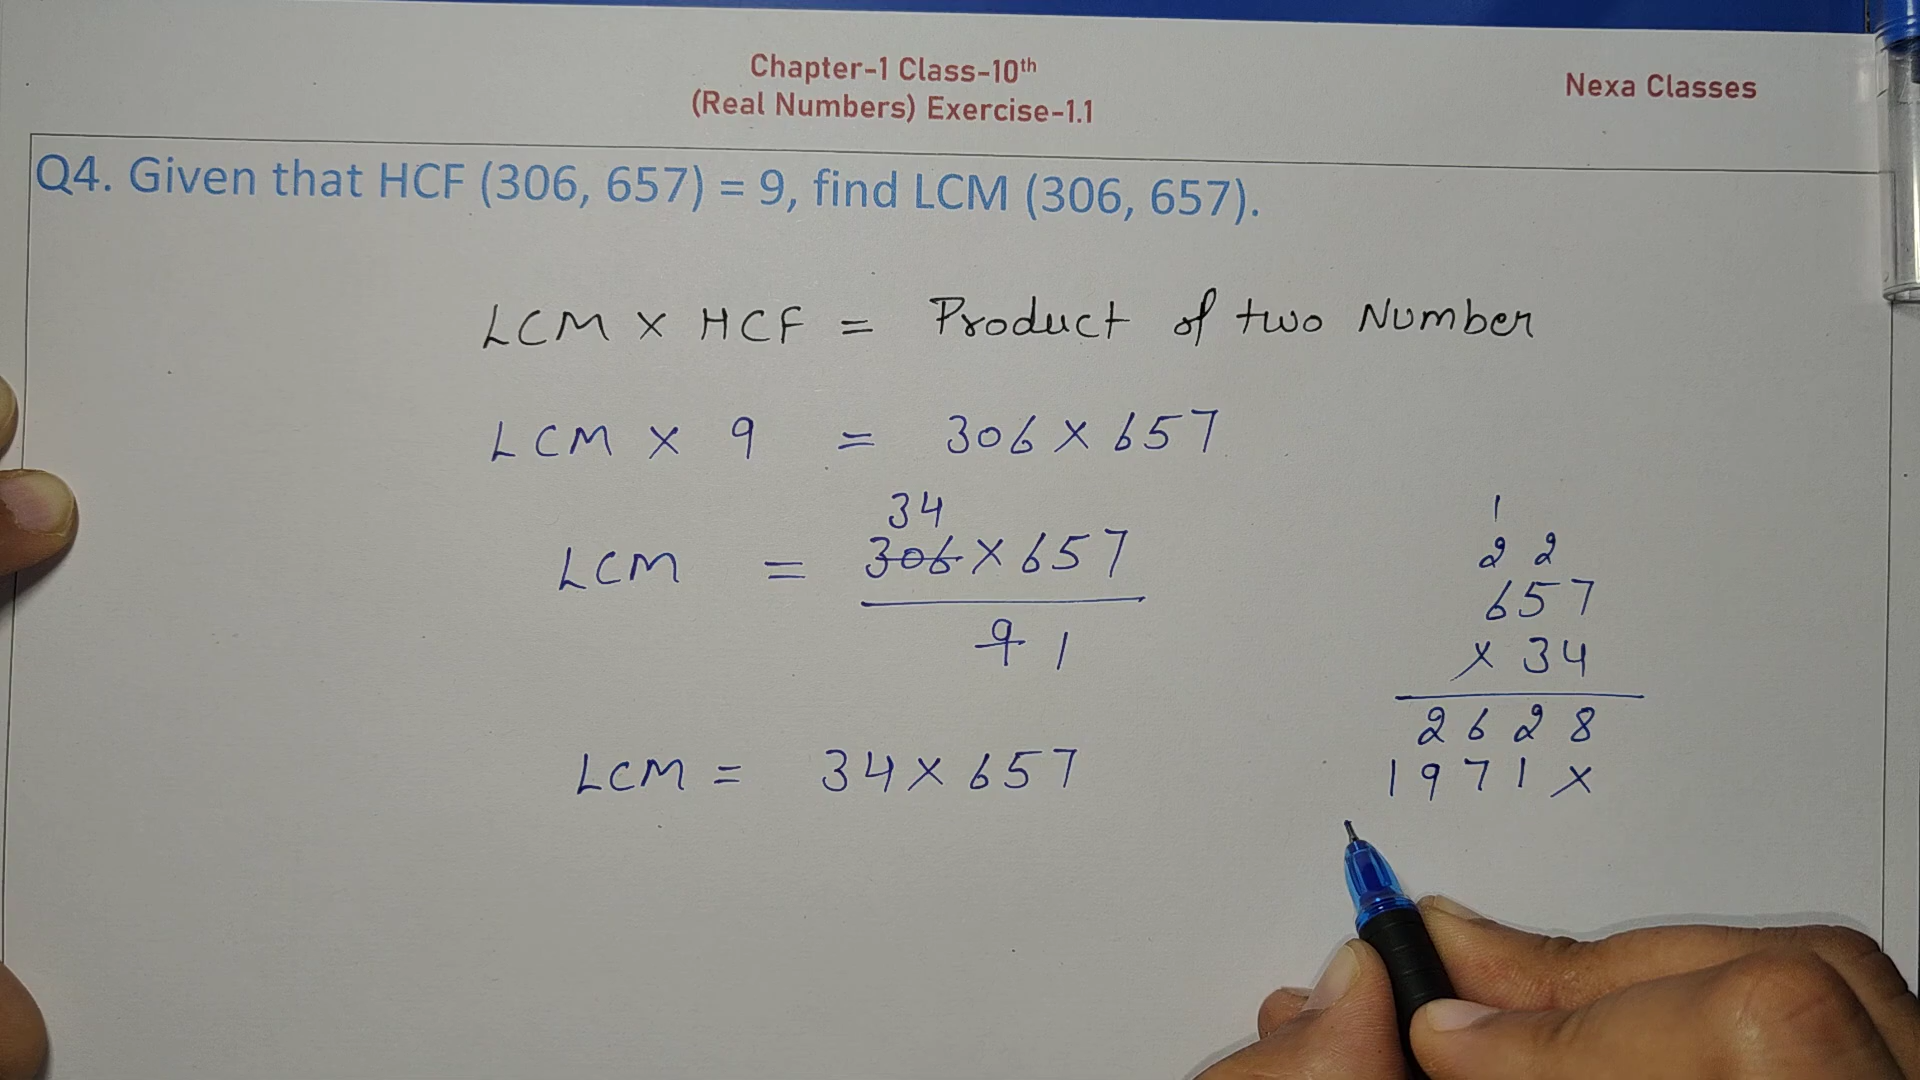 Chapter-1 Class-10th
(Real Numbers) Exercise-1.1
Nexa Classes
Q4. Given that HCF (306, 657) = 9, find LCM (306, 657).
LCM × HCF = Product of two Number
LCM × 9 = 306 × 657
34
LCM = 306 × 657
9 1
LCM = 34 × 657
1
2 2
657
× 34
2628
1971×